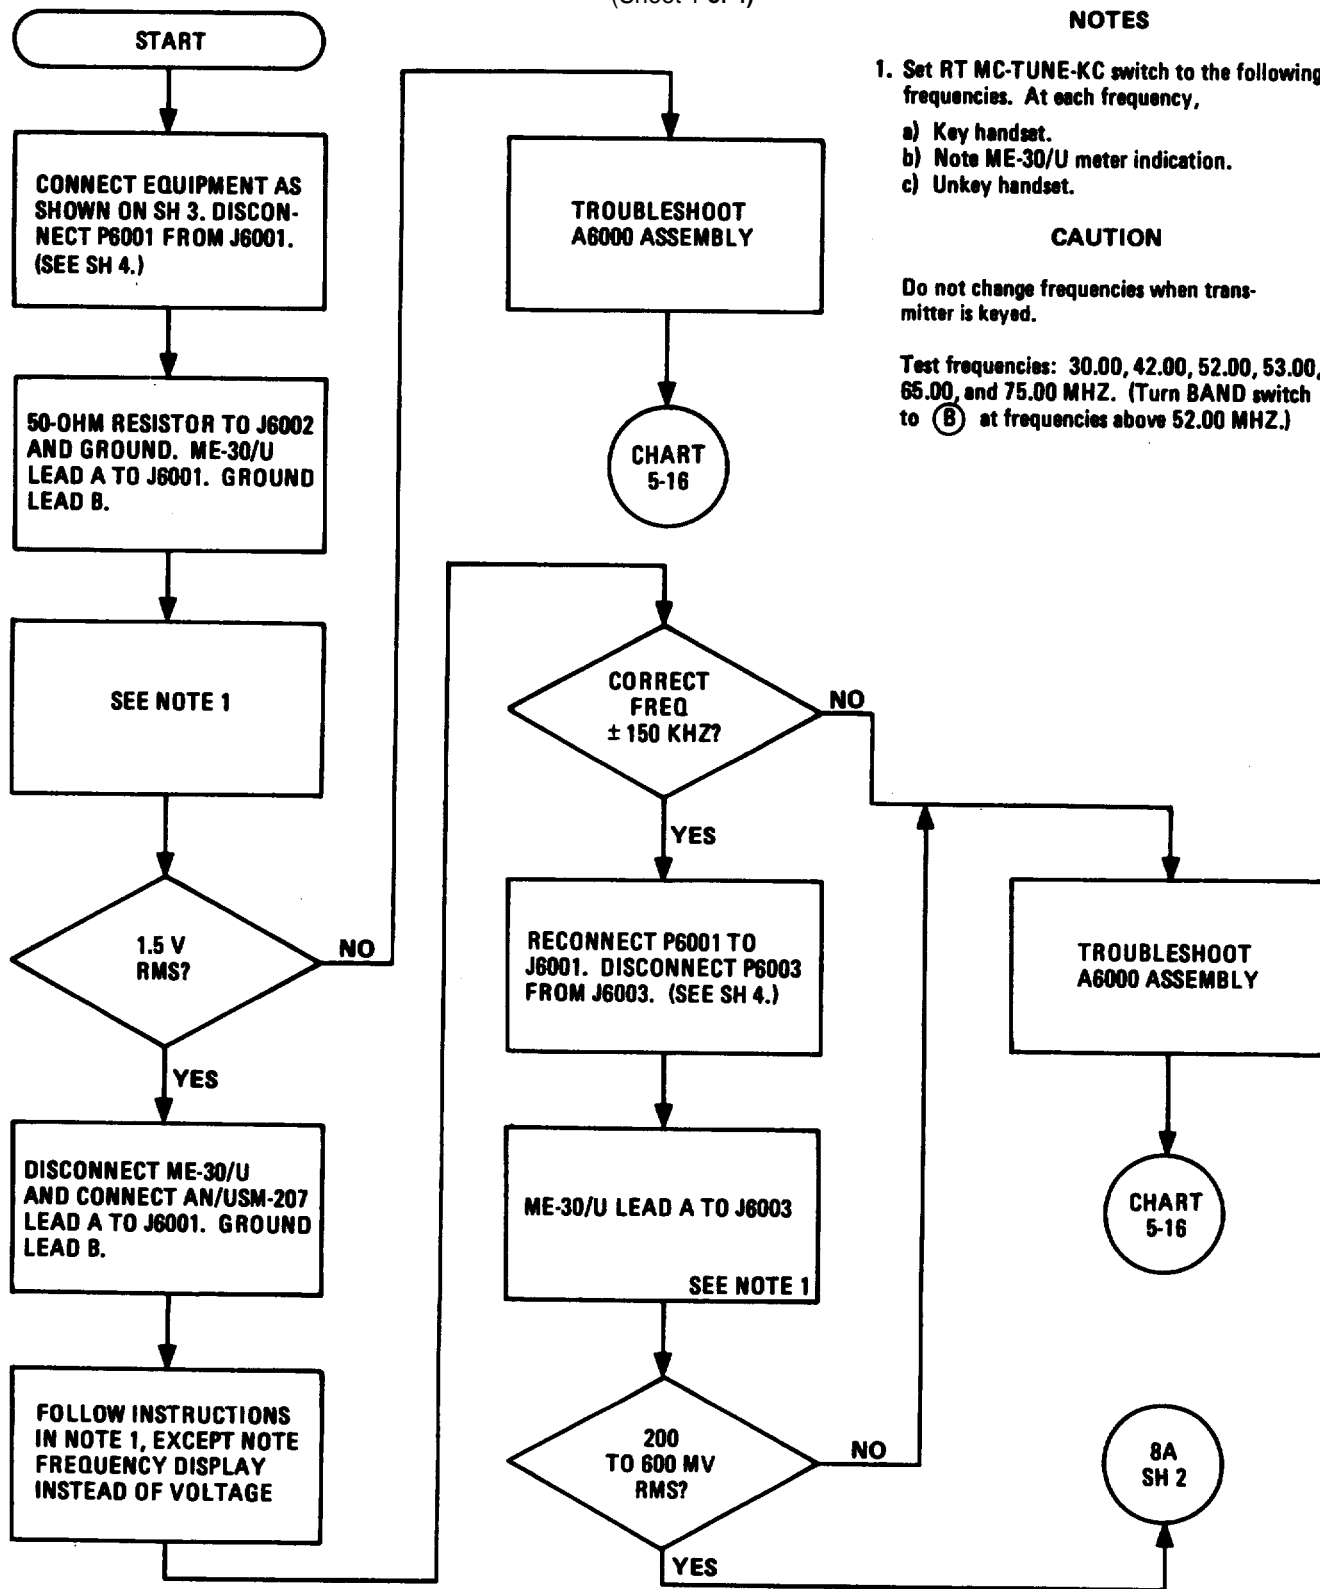 (Sheet 1 of 4)
START
CONNECT EQUIPMENT AS
SHOWN ON SH 3. DISCON-
NECT P6001 FROM J6001.
(SEE SH 4.)
50-OHM RESISTOR TO J6002
AND GROUND. ME-30/U
LEAD A TO J6001. GROUND
LEAD B.
SEE NOTE 1
1.5 V
RMS?
NO
YES
DISCONNECT ME-30/U
AND CONNECT AN/USM-207
LEAD A TO J6001. GROUND
LEAD B.
FOLLOW INSTRUCTIONS
IN NOTE 1, EXCEPT NOTE
FREQUENCY DISPLAY
INSTEAD OF VOLTAGE
TROUBLESHOOT
A6000 ASSEMBLY
CHART
5-16
CORRECT
FREQ
± 150 KHZ?
NO
YES
RECONNECT P6001 TO
J6001. DISCONNECT P6003
FROM J6003. (SEE SH 4.)
ME-30/U LEAD A TO J6003
SEE NOTE 1
200
TO 600 MV
RMS?
NO
YES
NOTES
1. Set RT MC-TUNE-KC switch to the following
frequencies. At each frequency,
a) Key handset.
b) Note ME-30/U meter indication.
c) Unkey handset.
CAUTION
Do not change frequencies when trans-
mitter is keyed.
Test frequencies: 30.00, 42.00, 52.00, 53.00,
65.00, and 75.00 MHZ. (Turn BAND switch
to B at frequencies above 52.00 MHZ.)
TROUBLESHOOT
A6000 ASSEMBLY
CHART
5-16
8A
SH 2